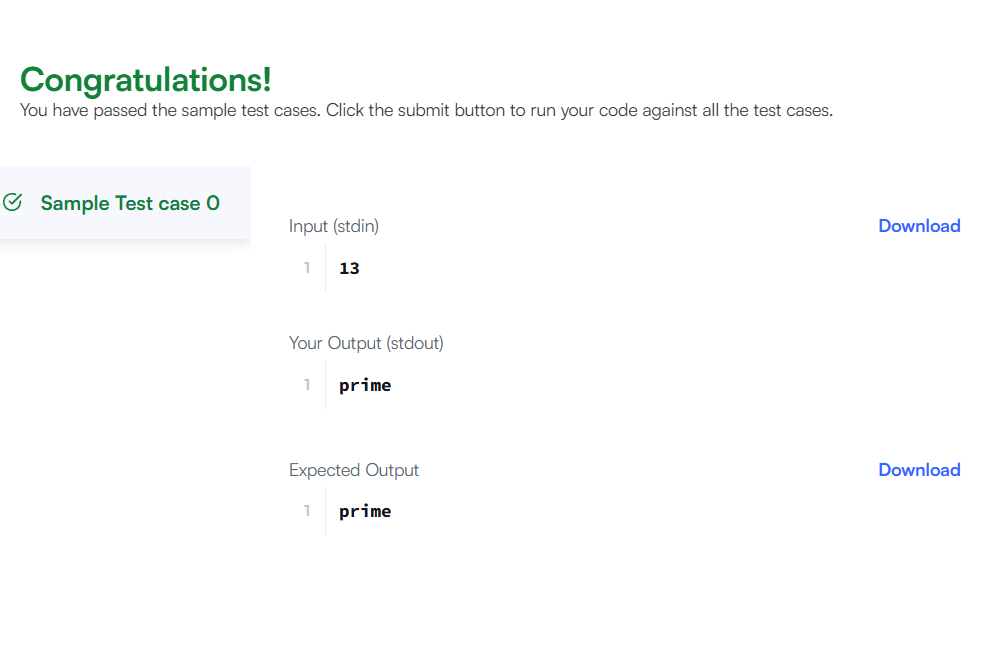 Congratulations!
You have passed the sample test cases. Click the submit button to run your code against all the test cases.
Sample Test case 0
Input (stdin)
Download
1
13
Your Output (stdout)
1
prime
Expected Output
Download
1
prime